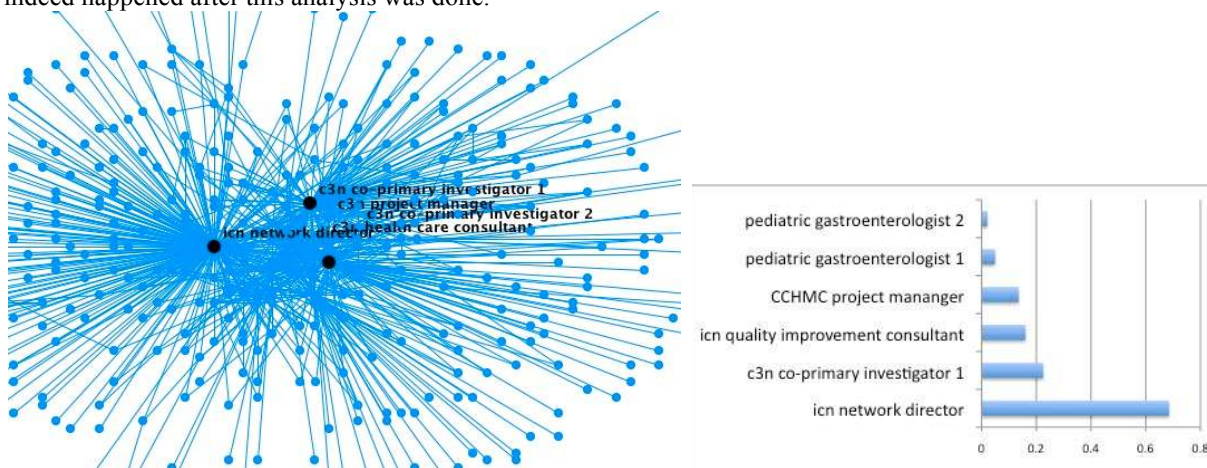 indeed happened after this analysis was done.
c3n co-primary investigator 1
c3n project manager
c3n co-primary investigator 2
c3n health care consultant
icn network director
pediatric gastroenterologist 2
pediatric gastroenterologist 1
CCHMC project mananger
icn quality improvement consultant
c3n co-primary investigator 1
icn network director
0 0.2 0.4 0.6 0.8